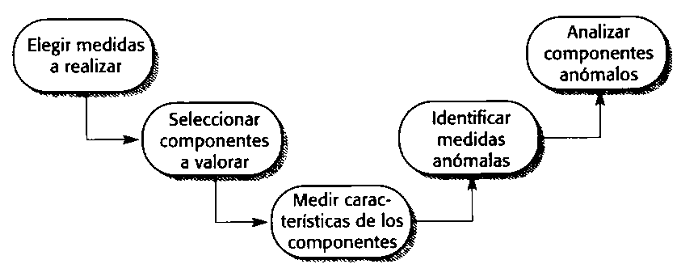 Elegir medidas
a realizar
Seleccionar
componentes
a valorar
Medir carac-
terísticas de los
componentes
Identificar
medidas
anómalas
Analizar
componentes
anómalos